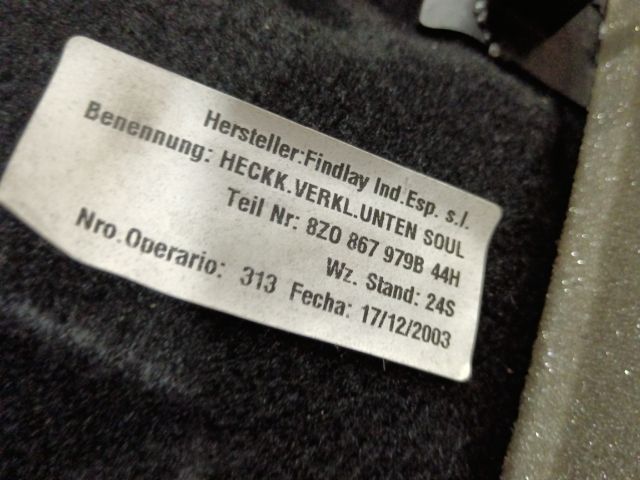 Hersteller:Findlay Ind.Esp. s.l.
Benennung: HECKK.VERKL.UNTEN SOUL
Teil Nr: 8Z0 867 979B 44H
Wz. Stand: 24S
Nro.Operario: 313 Fecha: 17/12/2003